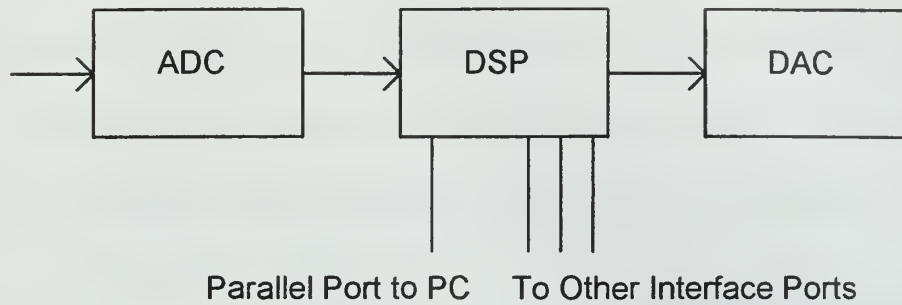 ADC
DSP
DAC
Parallel Port to PC
To Other Interface Ports